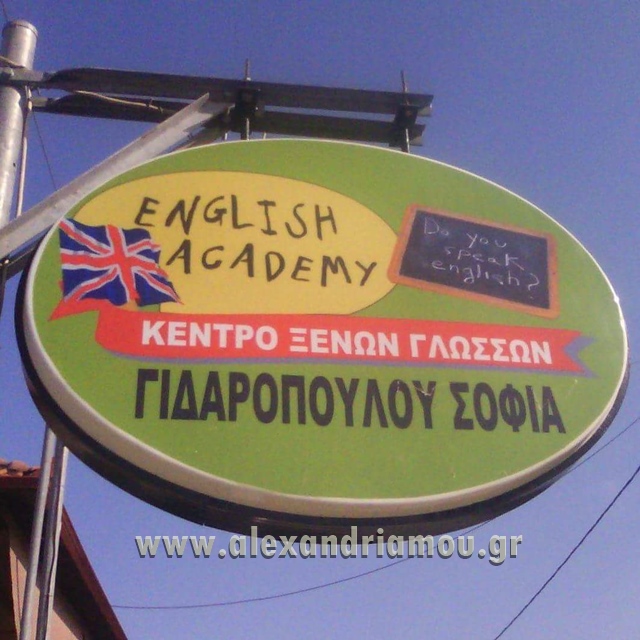 ENGLISH
ACADEMY
Do you
speak
english?
ΚΕΝΤΡΟ ΞΕΝΩΝ ΓΛΩΣΣΩΝ
ΓΙΔΑΡΟΠΟΥΛΟΥ ΣΟΦΙΑ
www.alexandriamou.gr